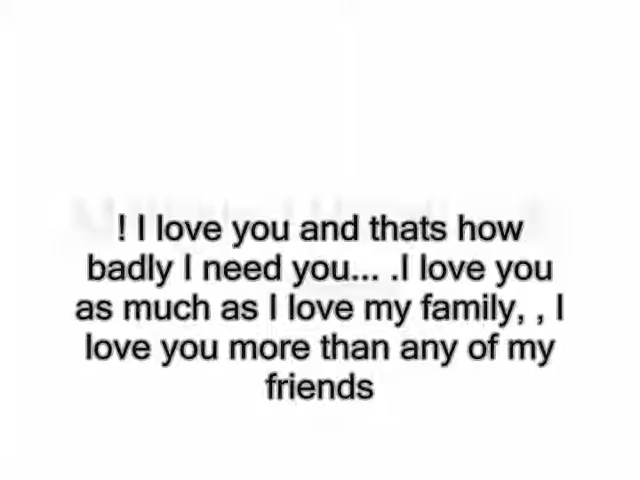 ! I love you and thats how
badly I need you... .I love you
as much as I love my family, , I
love you more than any of my
friends